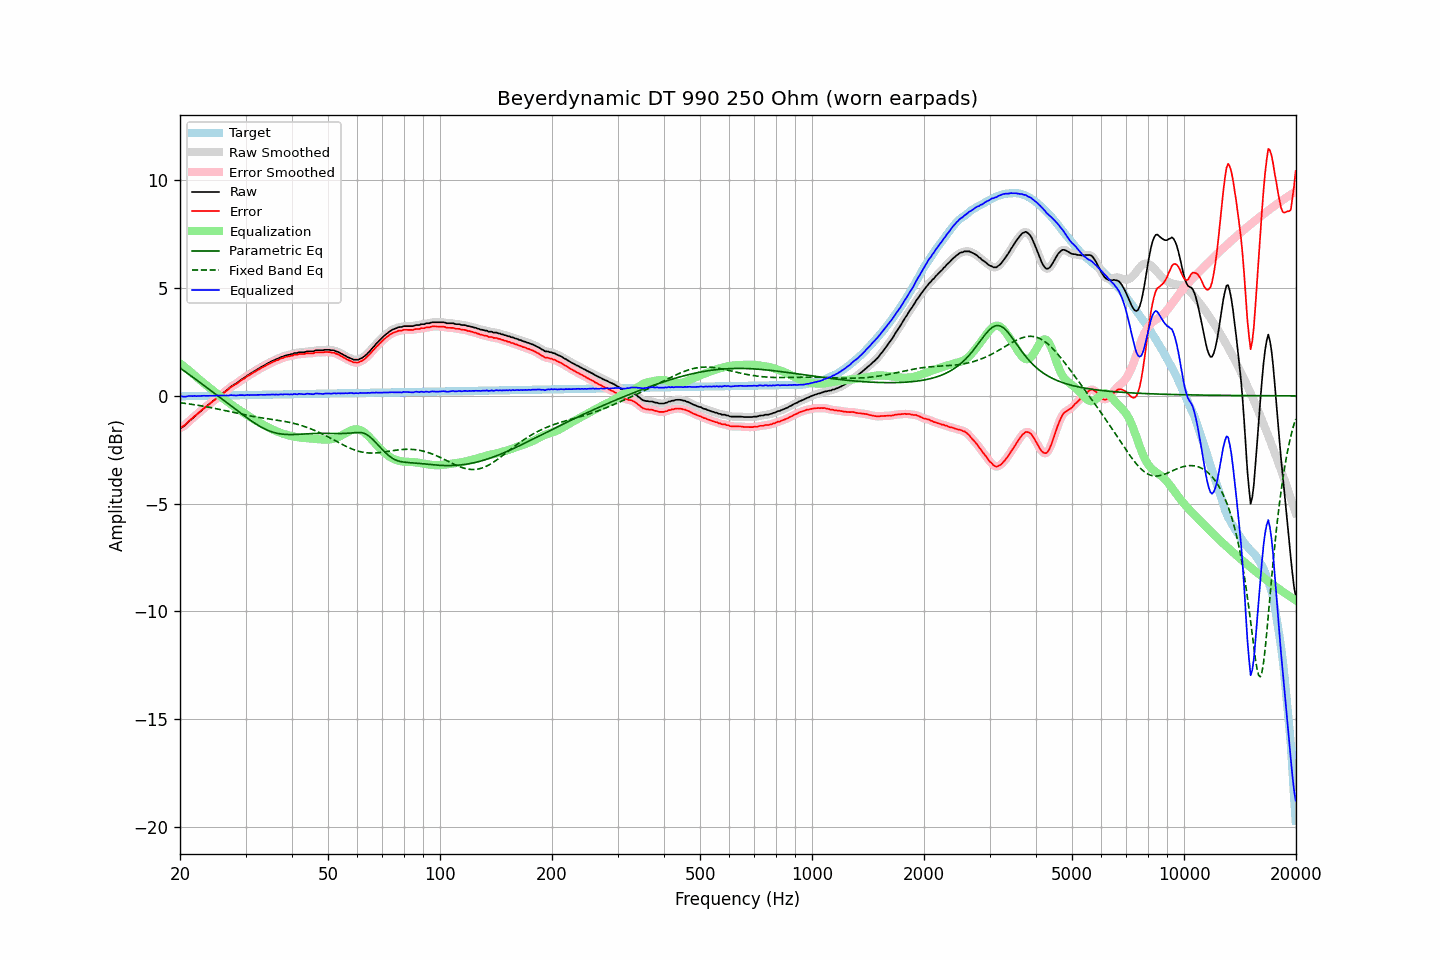 Beyerdynamic DT 990 250 Ohm (worn earpads)
Target
Raw Smoothed
Error Smoothed
Raw
Error
Equalization
Parametric Eq
Fixed Band Eq
Equalized
10
5
0
−5
−10
−15
−20
Amplitude (dBr)
20 50 100 200 500 1000 2000 5000 10000 20000
Frequency (Hz)